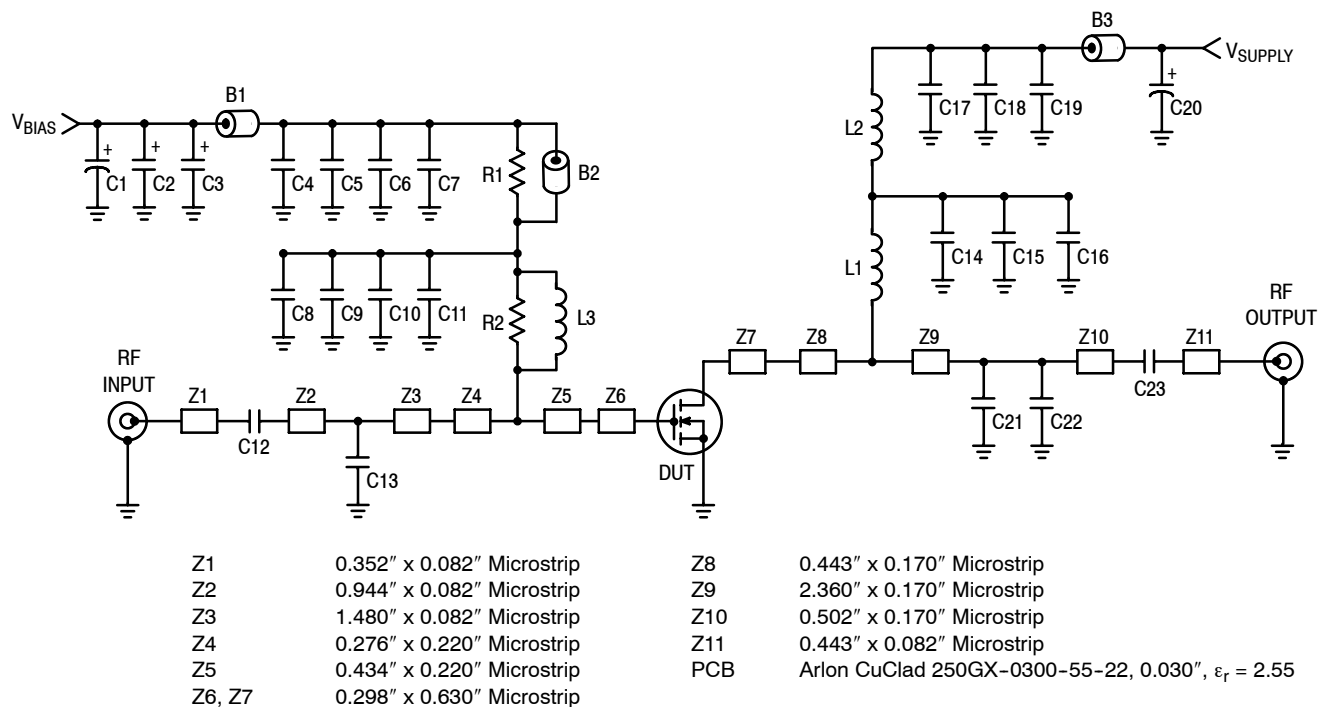 B3
VSUPPLY
+
C17
C18
C19
C20
L2
B1
VBIAS
+
+
+
C1
C2
C3
C4
C5
C6
C7
R1
B2
L1
C14
C15
C16
C8
C9
C10
C11
R2
L3
RF
INPUT
RF
OUTPUT
Z1
Z2
Z3
Z4
Z5
Z6
Z7
Z8
Z9
Z10
Z11
C12
C13
DUT
C21
C22
C23
Z1 0.352″ x 0.082″ Microstrip
Z2 0.944″ x 0.082″ Microstrip
Z3 1.480″ x 0.082″ Microstrip
Z4 0.276″ x 0.220″ Microstrip
Z5 0.434″ x 0.220″ Microstrip
Z6, Z7 0.298″ x 0.630″ Microstrip
Z8 0.443″ x 0.170″ Microstrip
Z9 2.360″ x 0.170″ Microstrip
Z10 0.502″ x 0.170″ Microstrip
Z11 0.443″ x 0.082″ Microstrip
PCB Arlon CuClad 250GX-0300-55-22, 0.030″, εr = 2.55